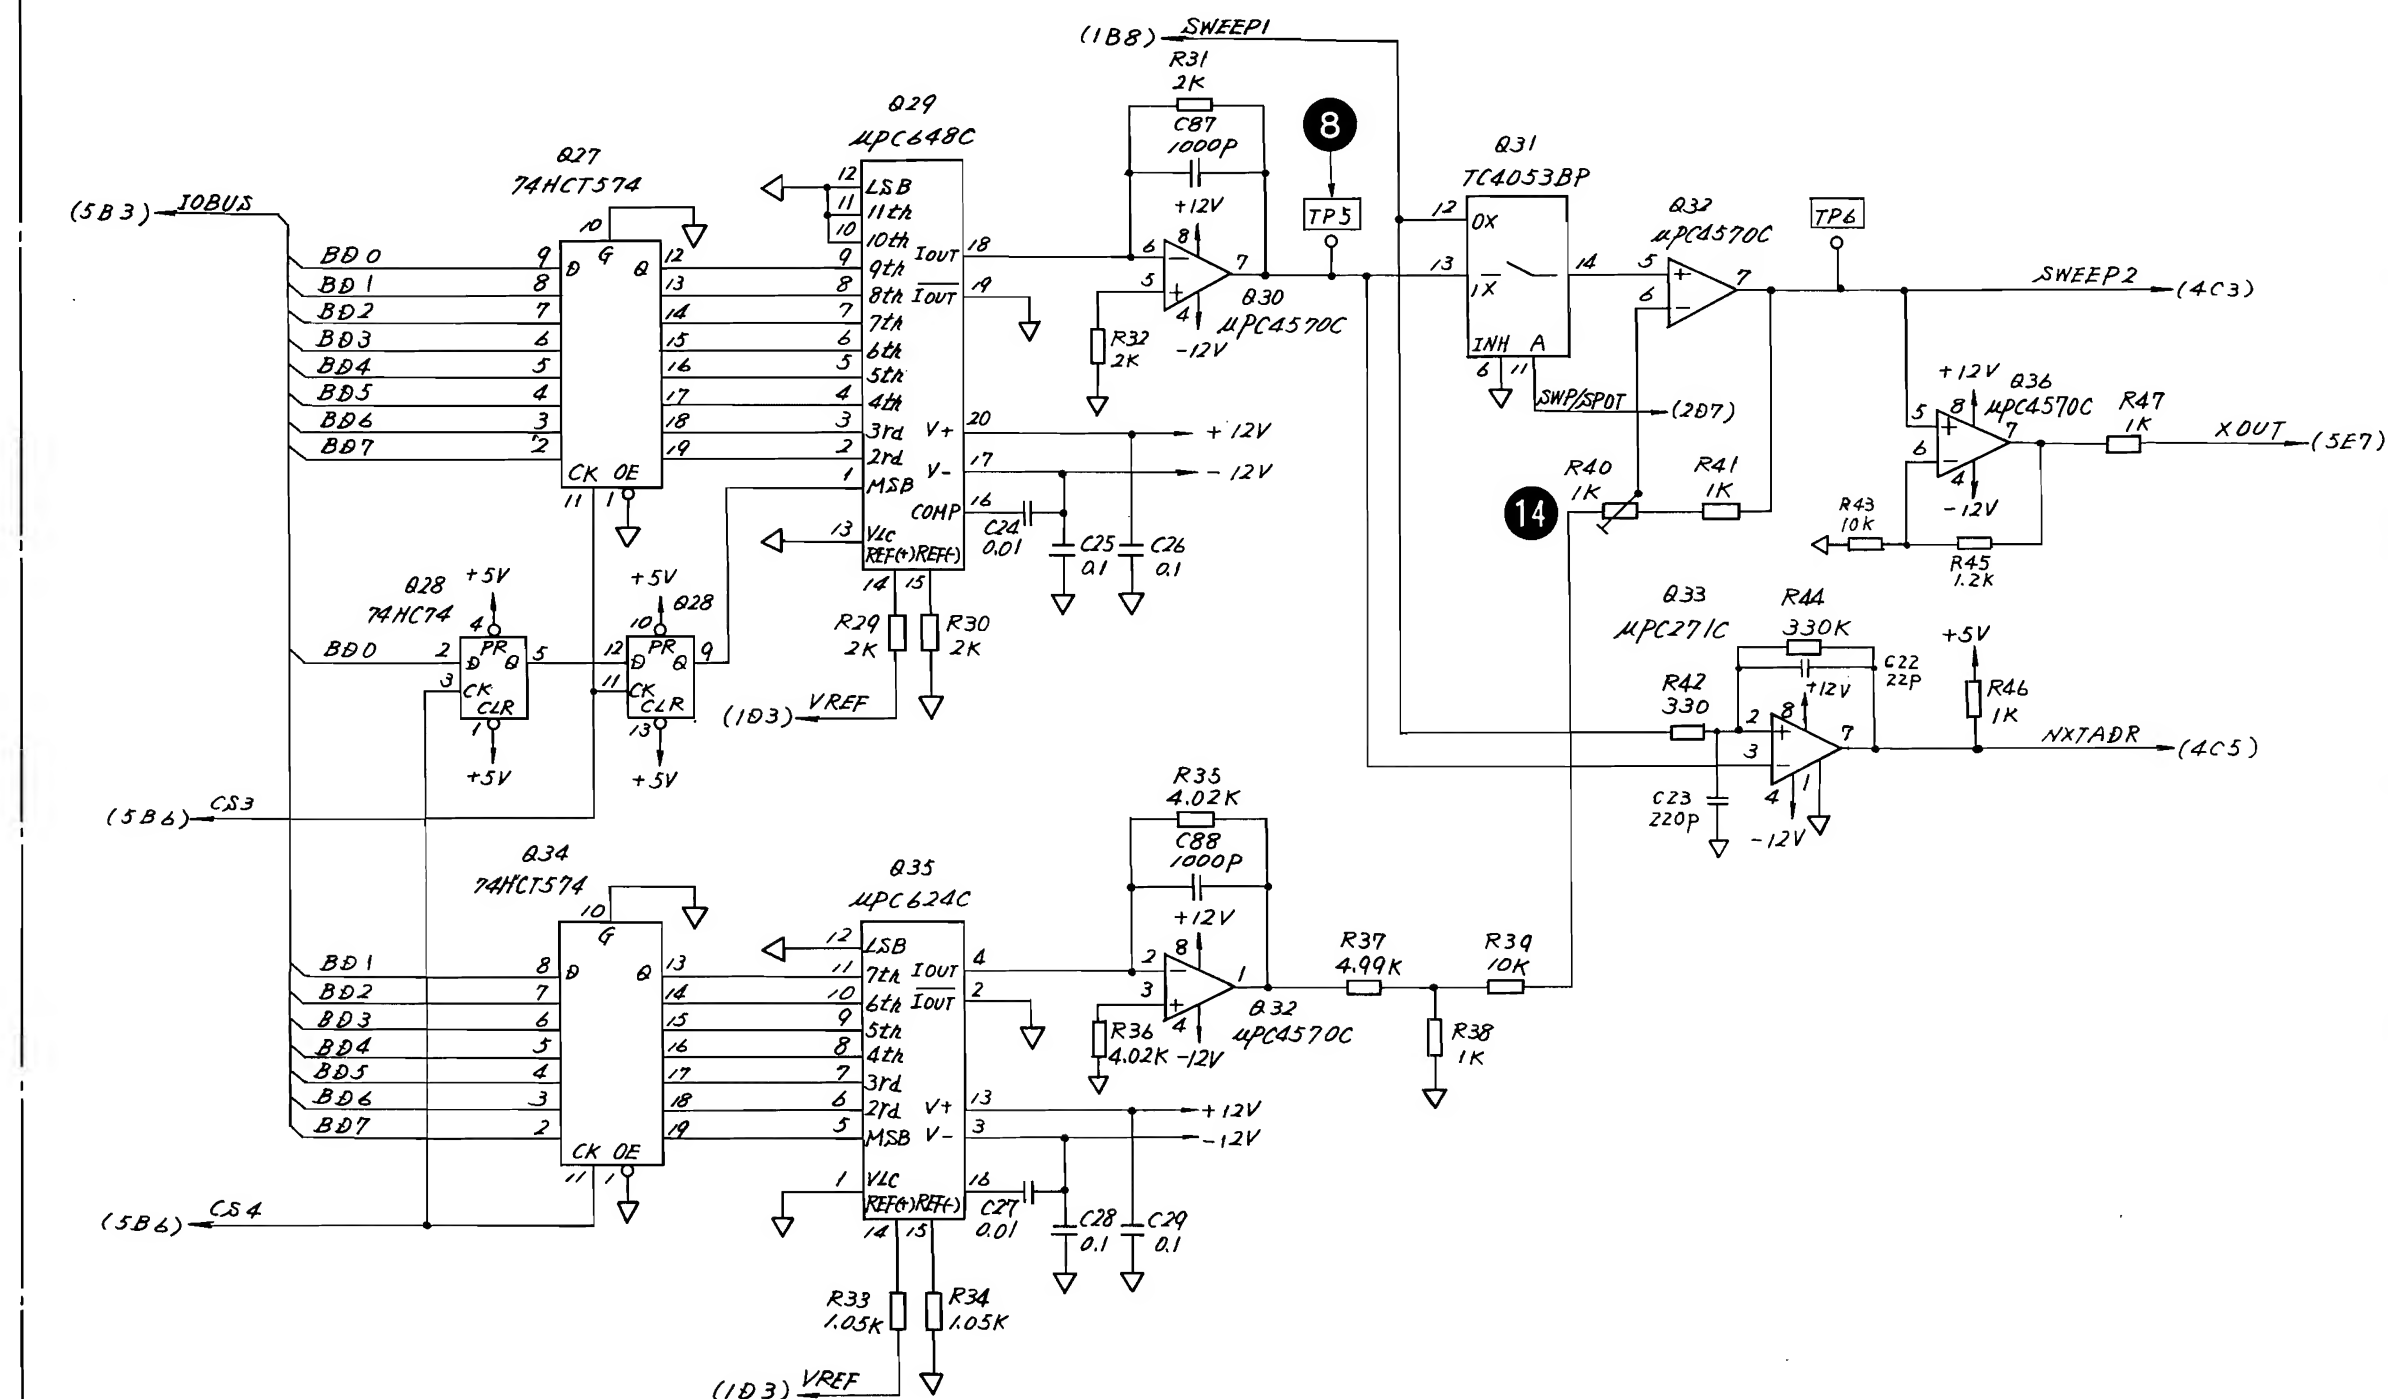 (1B8) SWEEP1
R31
2K
C87
1000P
8
TP5
Q29
μPC648C
Q27
74HCT574
(5B3) IOBUS
10
G
D
Q
CK
OE
11
1
BD0 9 12 9
BD1 8 13 8
BD2 7 14 7
BD3 6 15 6
BD4 5 16 5
BD5 4 17 4
BD6 3 18 3
BD7 2 19 2
1
12 LSB
11 11th
10 10th
9th
8th
7th
6th
5th
4th
3rd
2rd
MSB
13 VLC
REF(+) REF(-)
14 15
IOUT 18
IOUT 19
V+ 20
V- 17
COMP 16
+12V
-12V
C24
0.01
C25
0.1
C26
0.1
R29
2K
R30
2K
(1D3) VREF
+12V
6
5
8
4
7
-
+
-12V
Q30
μPC4570C
R32
2K
Q31
TC4053BP
12
OX
13
1X
14
INH
A
6
11
SWP/SPOT (2D7)
Q32
μPC4570C
5
6
7
+
-
TP6
SWEEP2 (4C3)
+12V
Q36
μPC4570C
5
6
8
4
7
+
-
-12V
R47
1K
XOUT (5E7)
R43
10K
R45
1.2K
14
R40
1K
R41
1K
Q28
74HC74
+5V
4
PR
BD0 2 D Q 5
3 CK
CLR
1
+5V
+5V
Q28
10
PR
12 D Q 9
11 CK
CLR
13
+5V
(5B6) CS3
Q33
μPC271C
R44
330K
C22
22P
+12V
R42
330
2
3
8
4
1
7
+
-
-12V
C23
220P
+5V
R46
1K
NXTADR (4C5)
Q34
74HCT574
10
G
D
Q
CK
OE
11
1
BD1 8 13 11
BD2 7 14 10
BD3 6 15 9
BD4 5 16 8
BD5 4 17 7
BD6 3 18 6
BD7 2 19 5
(5B6) CS4
Q35
μPC624C
12 LSB
7th
6th
5th
4th
3rd
2rd
MSB
1 VLC
REF(+) REF(-)
14 15
IOUT 4
IOUT 2
V+ 13
V- 3
16
+12V
-12V
C27
0.01
C28
0.1
C29
0.1
R33
1.05K
R34
1.05K
(1D3) VREF
R35
4.02K
C88
1000P
+12V
2
3
8
4
1
-
+
-12V
R36
4.02K
Q32
μPC4570C
R37
4.99K
R39
10K
R38
1K